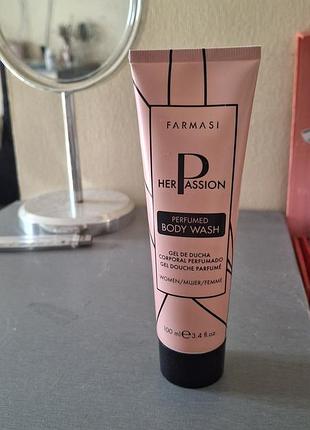 FARMASI
P
HER PASSION
PERFUMED
BODY WASH
GEL DE DUCHA
CORPORAL PERFUMADO
GEL DOUCHE PARFUMÉ
WOMEN/MUJER/FEMME
100 ml ℮ 3.4 fl.oz